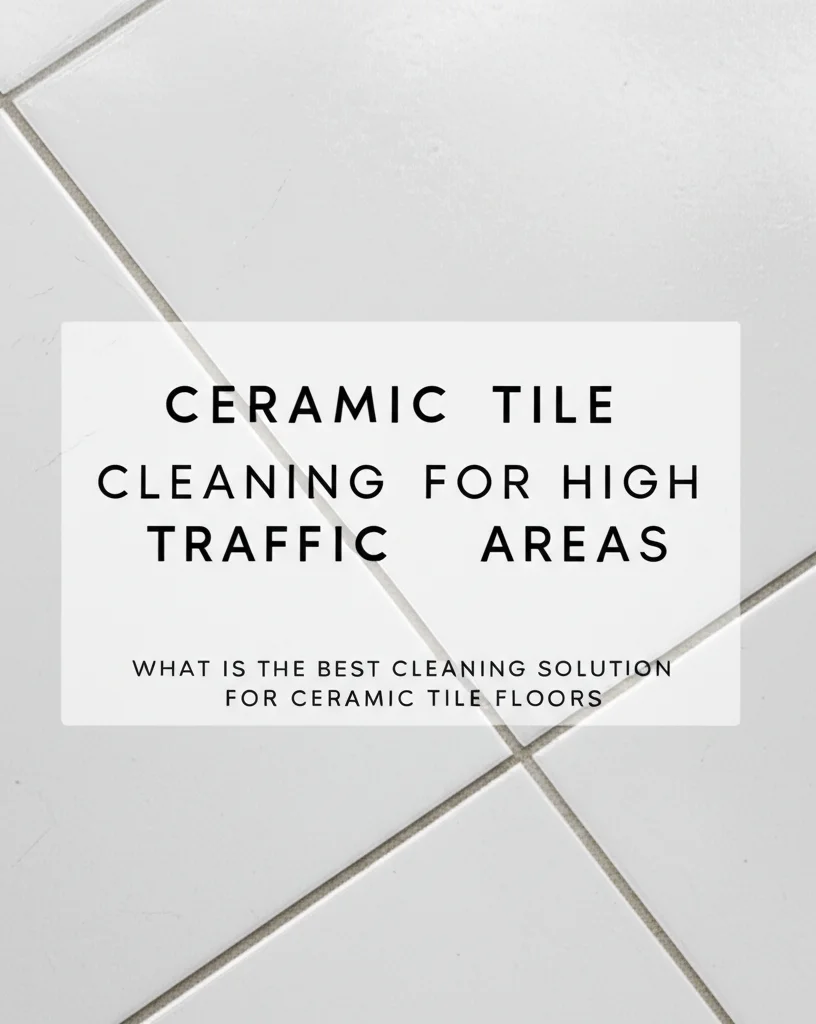 CERAMIC TILE
CLEANING FOR HIGH
TRAFFIC AREAS
WHAT IS THE BEST CLEANING SOLUTION
FOR CERAMIC TILE FLOORS